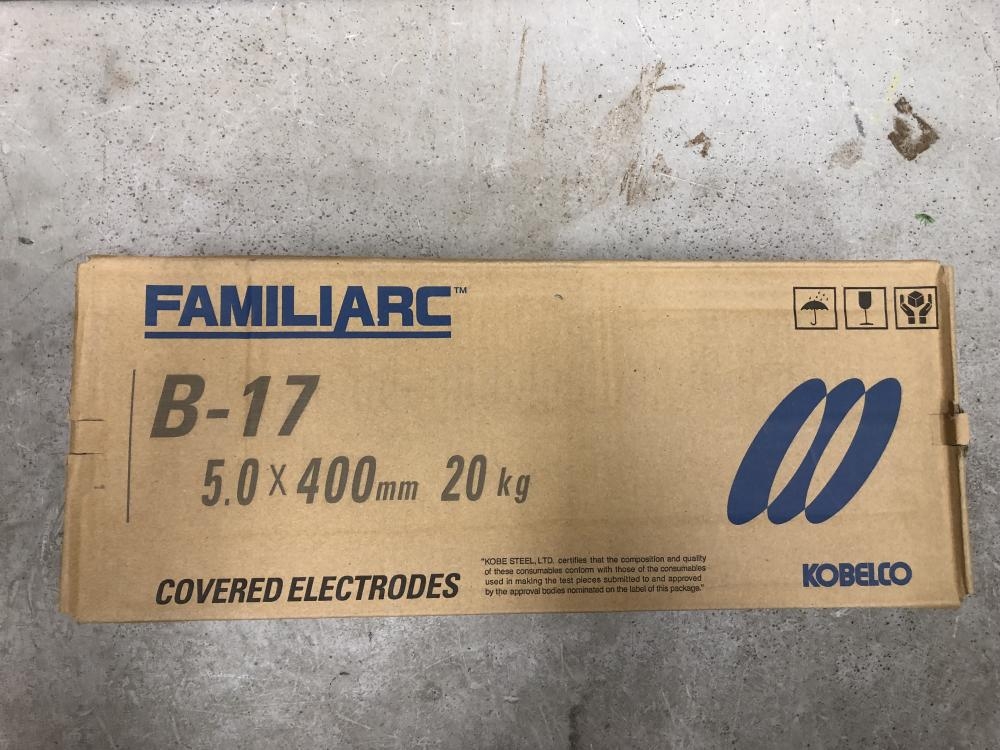 FAMILIARC™
B-17
5.0 X 400mm 20 kg
COVERED ELECTRODES
"KOBE STEEL, LTD. certifies that the composition and quality
of these consumables conform with those of the consumables
used in making the test pieces submitted to and approved
by the approval bodies nominated on the label of this package."
KOBELCO